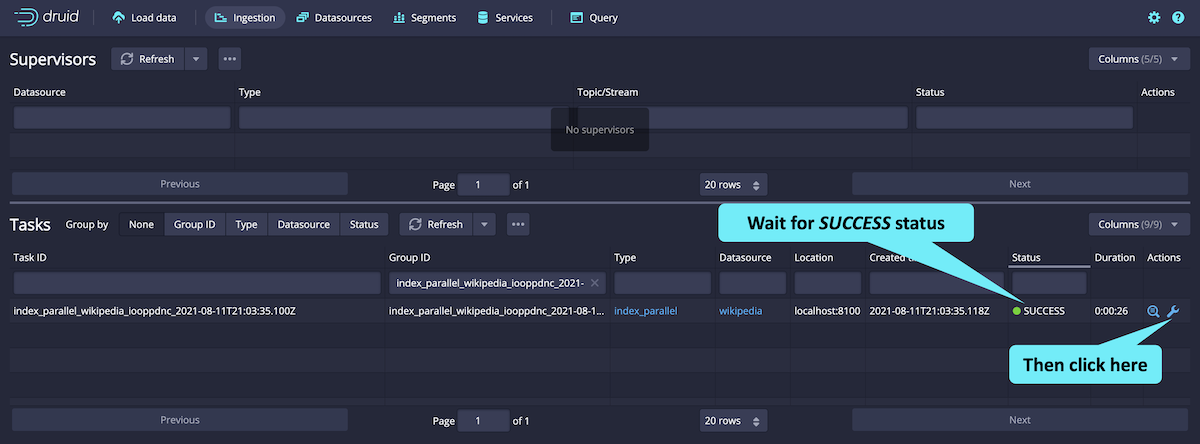 druid Load data Ingestion Datasources Segments Services Query
Supervisors Refresh Columns (5/5)
Datasource Type Topic/Stream Status Actions
No supervisors
Previous Page 1 of 1 20 rows Next
Wait for SUCCESS status
Tasks Group by None Group ID Type Datasource Status Refresh Columns (9/9)
Task ID Group ID Type Datasource Location Created Status Duration Actions
index_parallel_wikipedia_iooppdnc_2021-
index_parallel_wikipedia_iooppdnc_2021-08-11T21:03:35.100Z index_parallel_wikipedia_iooppdnc_2021-08-1... index_parallel wikipedia localhost:8100 2021-08-11T21:03:35.118Z SUCCESS 0:00:26
Then click here
Previous Page 1 of 1 20 rows Next